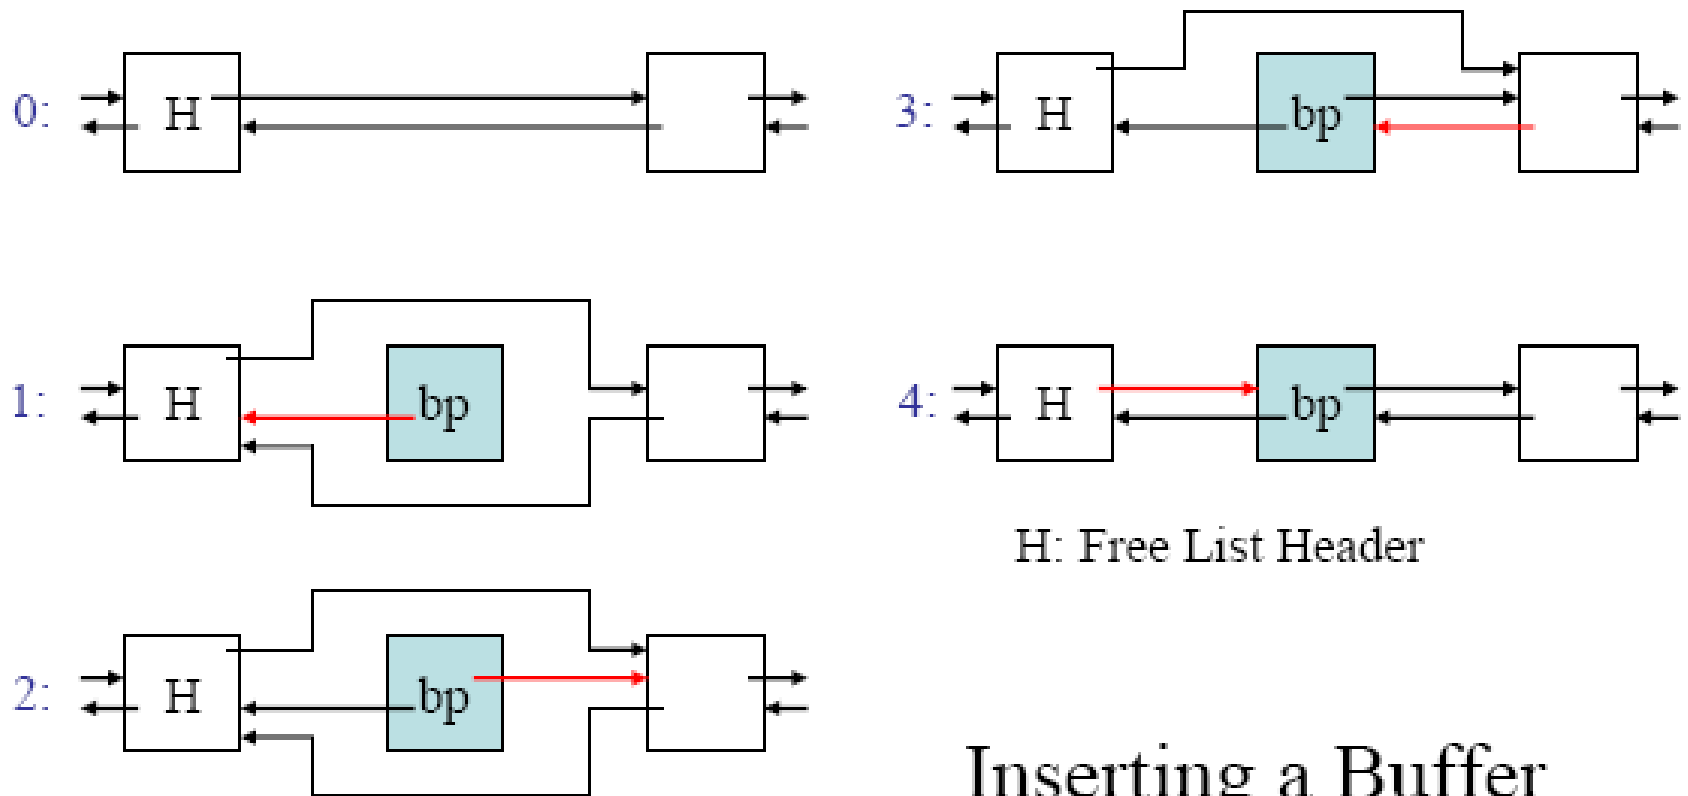 0: H
1: H bp
2: H bp
3: H bp
4: H bp
H: Free List Header
Inserting a Buffer